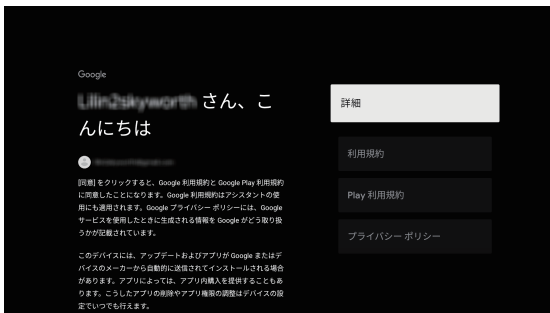 Google
さん、こ
んにちは
[同意] をクリックすると、Google 利用規約と Google Play 利用規約
に同意したことになります。Google 利用規約はアシスタントの使
用にも適用されます。Google プライバシー ポリシーには、Google
サービスを使用したときに生成される情報を Google がどう取り扱
うかが記載されています。
このデバイスには、アップデートおよびアプリが Google またはデ
バイスのメーカーから自動的に送信されてインストールされる場合
があります。アプリによっては、アプリ内購入を提供することもあ
ります。こうしたアプリの削除やアプリ権限の調整はデバイスの設
定でいつでも行えます。
詳細
利用規約
Play 利用規約
プライバシー ポリシー